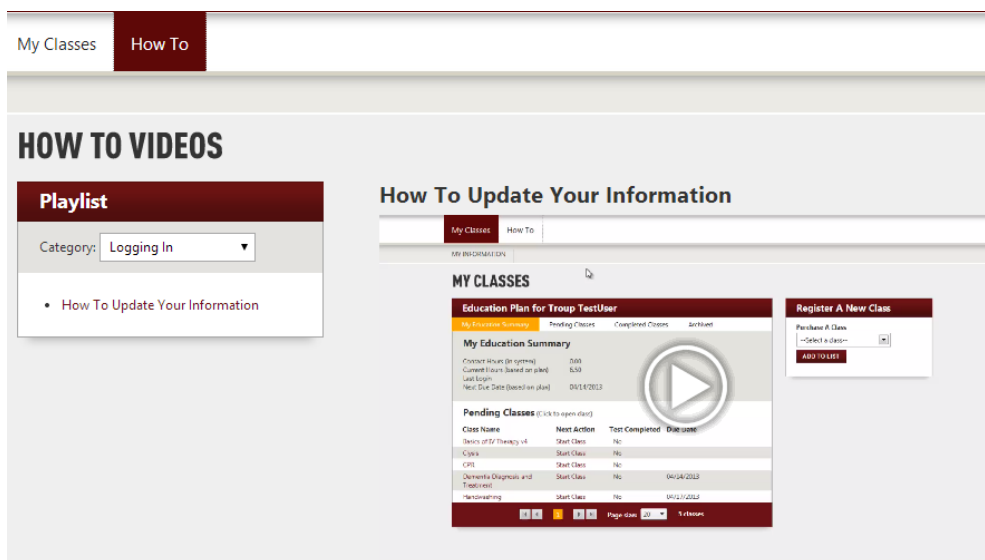 My Classes How To
HOW TO VIDEOS
Playlist
Category: Logging In
• How To Update Your Information
How To Update Your Information
My Classes How To
MY INFORMATION
MY CLASSES
Education Plan for Troup TestUser
My Education Summary Pending Classes Completed Classes Archived
My Education Summary
Contact Hours (in system) 0.00
Current Hours (based on plan) 6.50
Last Login
Next Due Date (based on plan) 04/14/2013
Pending Classes (Click to open class)
Class Name Next Action Test Completed Due Date
Basics of IV Therapy v4 Start Class No
Clysis Start Class No
CPR Start Class No
Dementia Diagnosis and Treatment Start Class No 04/14/2013
Handwashing Start Class No 04/17/2013
1 Page size: 20 5 classes
Register A New Class
Purchase A Class
--Select a class--
ADD TO LIST